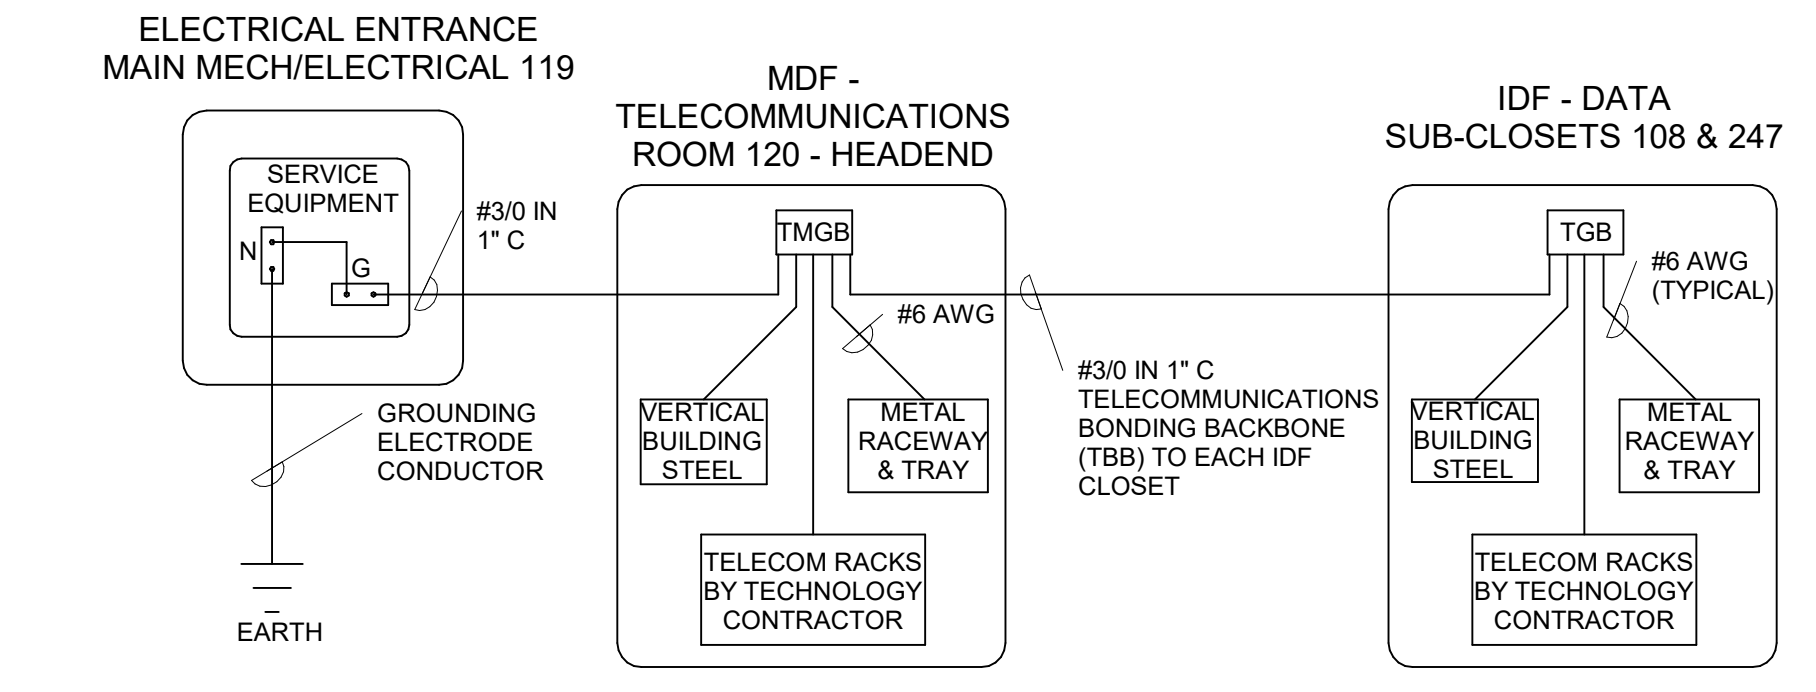 ELECTRICAL ENTRANCE
MAIN MECH/ELECTRICAL 119
SERVICE
EQUIPMENT
N
G
#3/0 IN
1" C
GROUNDING
ELECTRODE
CONDUCTOR
EARTH
MDF -
TELECOMMUNICATIONS
ROOM 120 - HEADEND
TMGB
#6 AWG
VERTICAL
BUILDING
STEEL
METAL
RACEWAY
& TRAY
TELECOM RACKS
BY TECHNOLOGY
CONTRACTOR
#3/0 IN 1" C
TELECOMMUNICATIONS
BONDING BACKBONE
(TBB) TO EACH IDF
CLOSET
IDF - DATA
SUB-CLOSETS 108 & 247
TGB
#6 AWG
(TYPICAL)
VERTICAL
BUILDING
STEEL
METAL
RACEWAY
& TRAY
TELECOM RACKS
BY TECHNOLOGY
CONTRACTOR